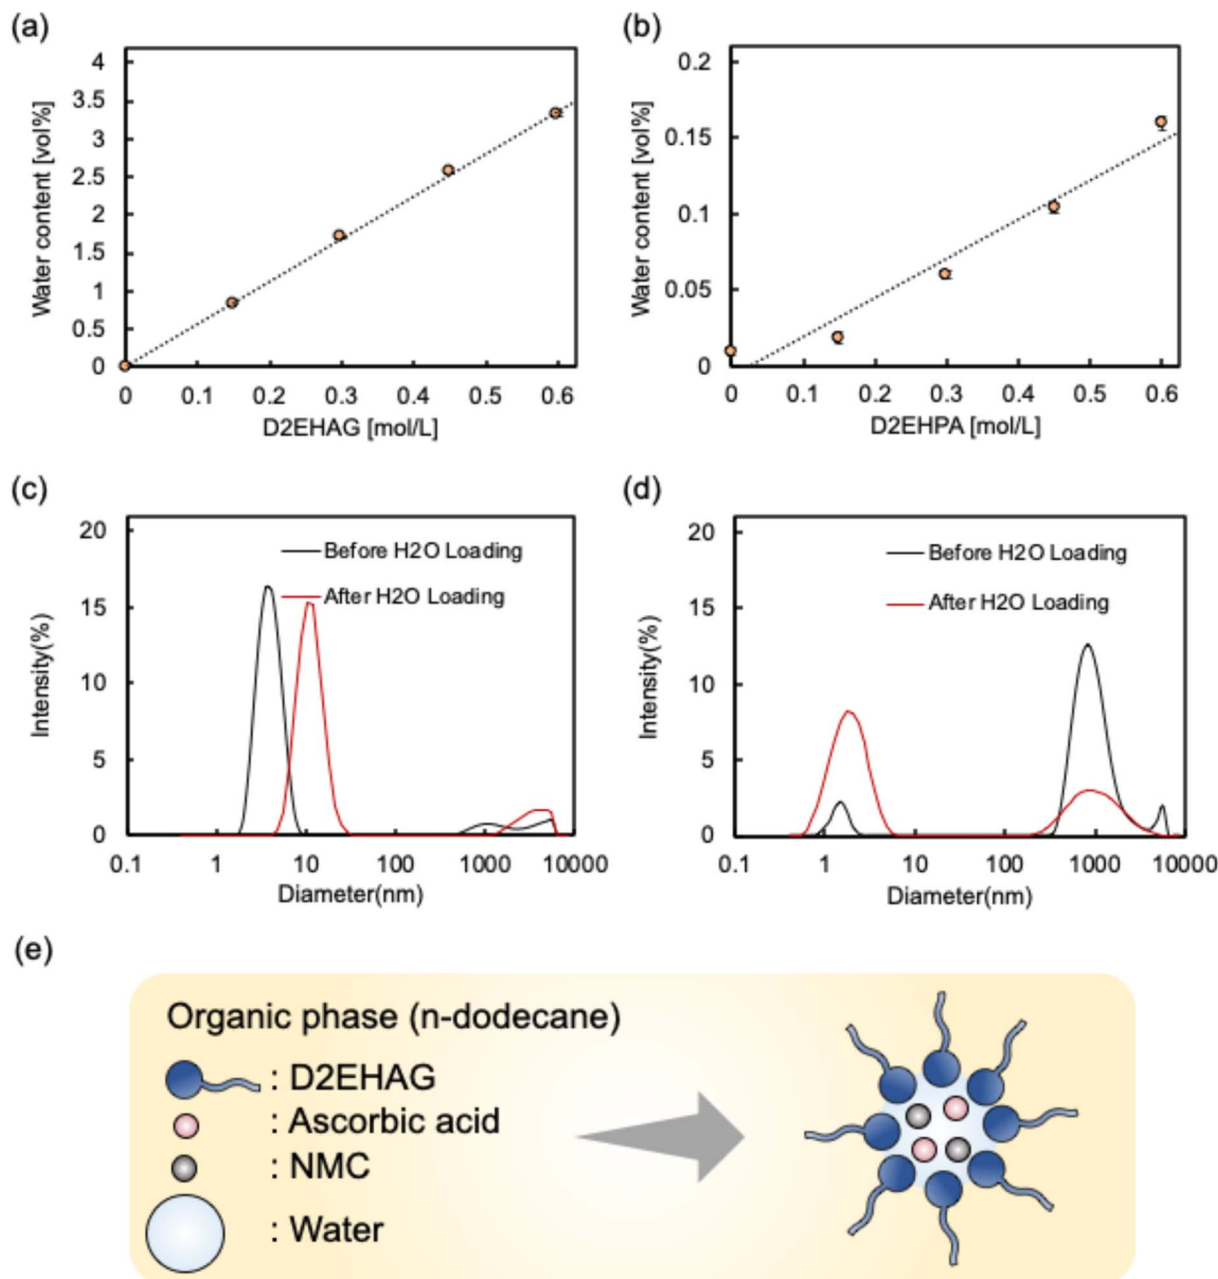 (a)
Water content [vol%]
4
3.5
3
2.5
2
1.5
1
0.5
0
0 0.1 0.2 0.3 0.4 0.5 0.6
D2EHAG [mol/L]
(b)
Water content [vol%]
0.2
0.15
0.1
0.05
0
0 0.1 0.2 0.3 0.4 0.5 0.6
D2EHPA [mol/L]
(c)
Intensity(%)
20
15
10
5
0
Before H2O Loading
After H2O Loading
0.1 1 10 100 1000 10000
Diameter(nm)
(d)
Intensity(%)
20
15
10
5
0
Before H2O Loading
After H2O Loading
0.1 1 10 100 1000 10000
Diameter(nm)
(e)
Organic phase (n-dodecane)
: D2EHAG
: Ascorbic acid
: NMC
: Water